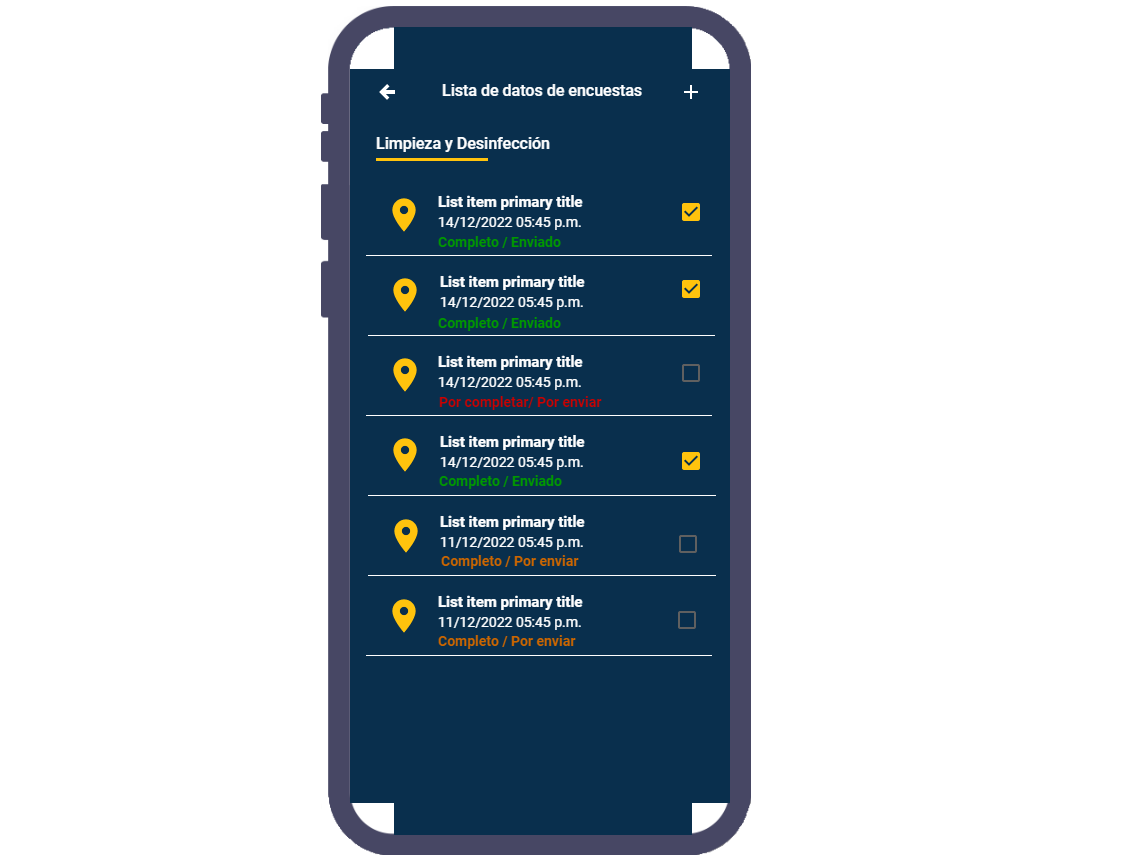 Lista de datos de encuestas
Limpieza y Desinfección
List item primary title
14/12/2022 05:45 p.m.
Completo / Enviado
List item primary title
14/12/2022 05:45 p.m.
Completo / Enviado
List item primary title
14/12/2022 05:45 p.m.
Por completar/ Por enviar
List item primary title
14/12/2022 05:45 p.m.
Completo / Enviado
List item primary title
11/12/2022 05:45 p.m.
Completo / Por enviar
List item primary title
11/12/2022 05:45 p.m.
Completo / Por enviar